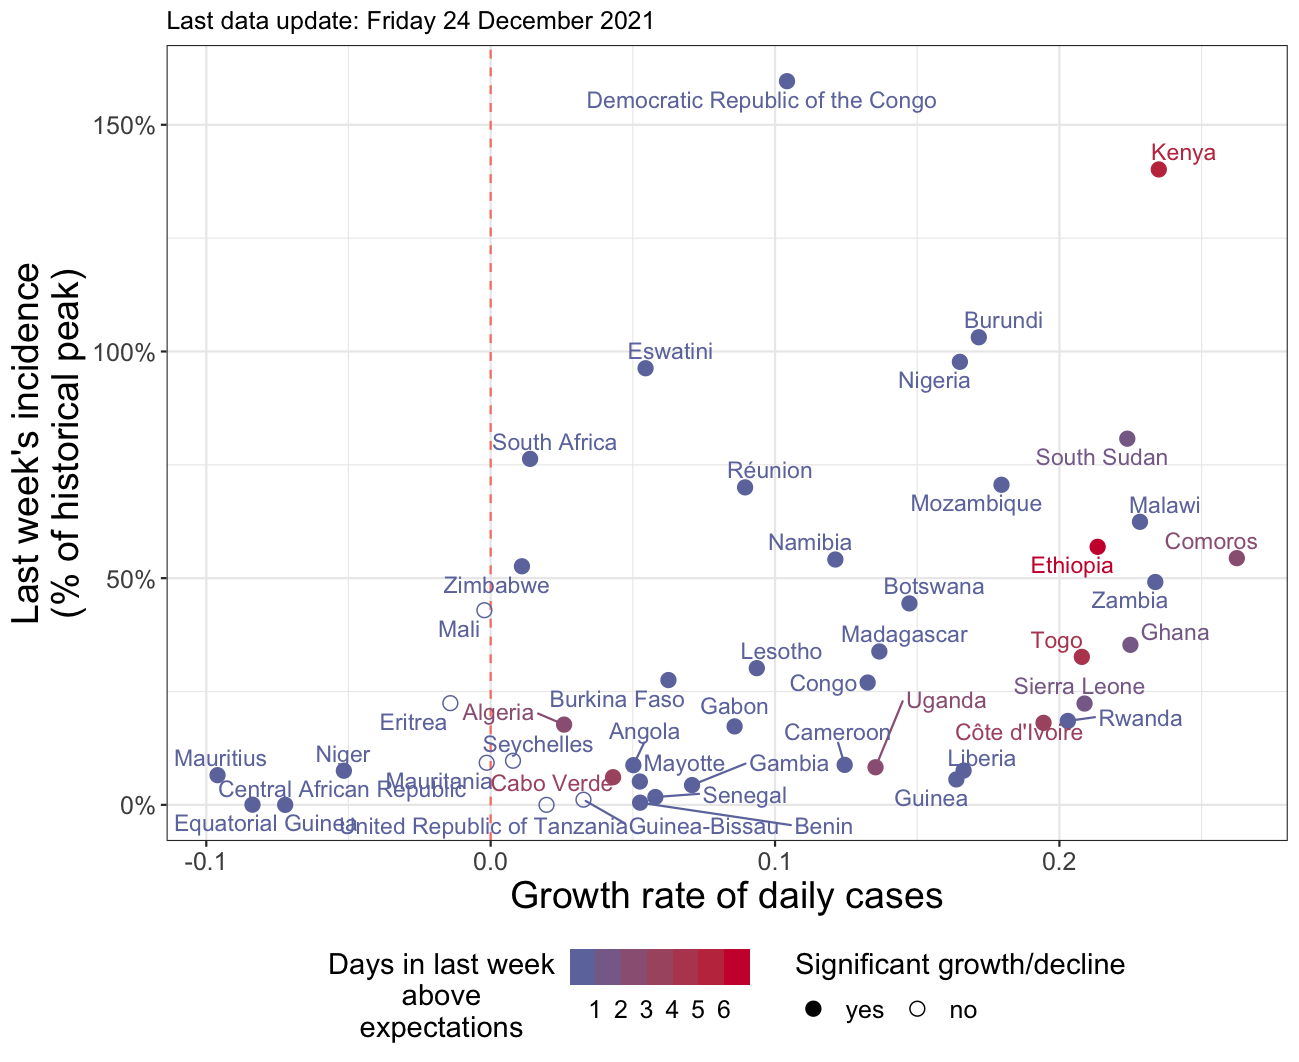 Last data update: Friday 24 December 2021
Last week's incidence
(% of historical peak)
150%
100%
50%
0%
Democratic Republic of the Congo
Kenya
Burundi
Eswatini
Nigeria
South Africa
South Sudan
Réunion
Mozambique
Malawi
Namibia
Comoros
Ethiopia
Zimbabwe
Botswana
Zambia
Mali
Madagascar
Togo
Ghana
Lesotho
Congo
Sierra Leone
Burkina Faso
Uganda
Gabon
Algeria
Eritrea
Rwanda
Angola
Cameroon
Côte d'Ivoire
Seychelles
Mauritius
Niger
Mayotte
Gambia
Liberia
Mauritania
Cabo Verde
Central African Republic
Senegal
Guinea
Equatorial Guinea
United Republic of Tanzania
Guinea-Bissau
Benin
-0.1
0.0
0.1
0.2
Growth rate of daily cases
Days in last week
above
expectations
1 2 3 4 5 6
Significant growth/decline
yes
no